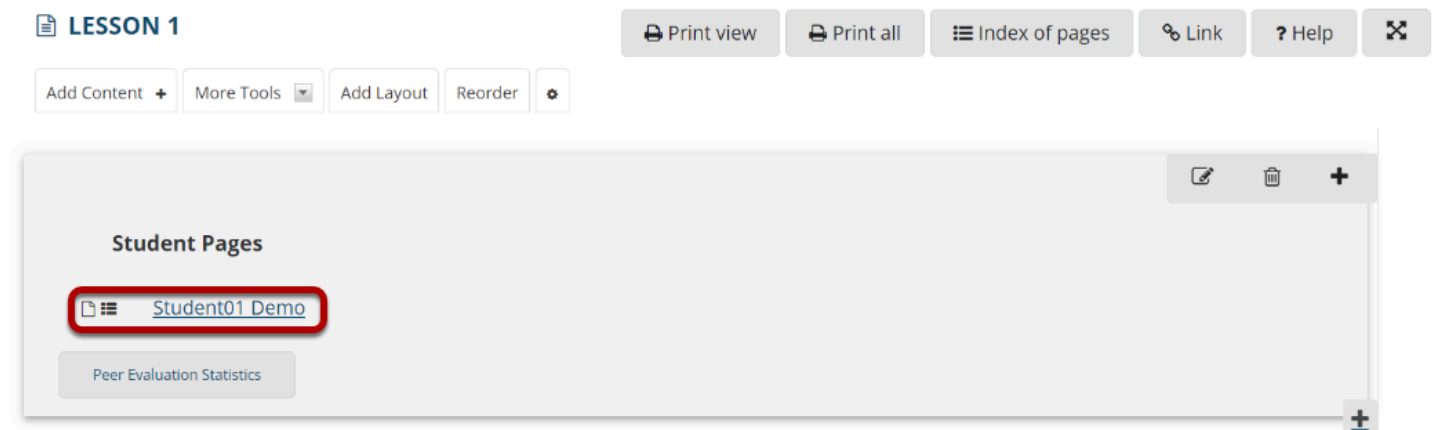 LESSON 1
Print view
Print all
Index of pages
Link
? Help
Add Content +
More Tools
Add Layout
Reorder
Student Pages
Student01 Demo
Peer Evaluation Statistics